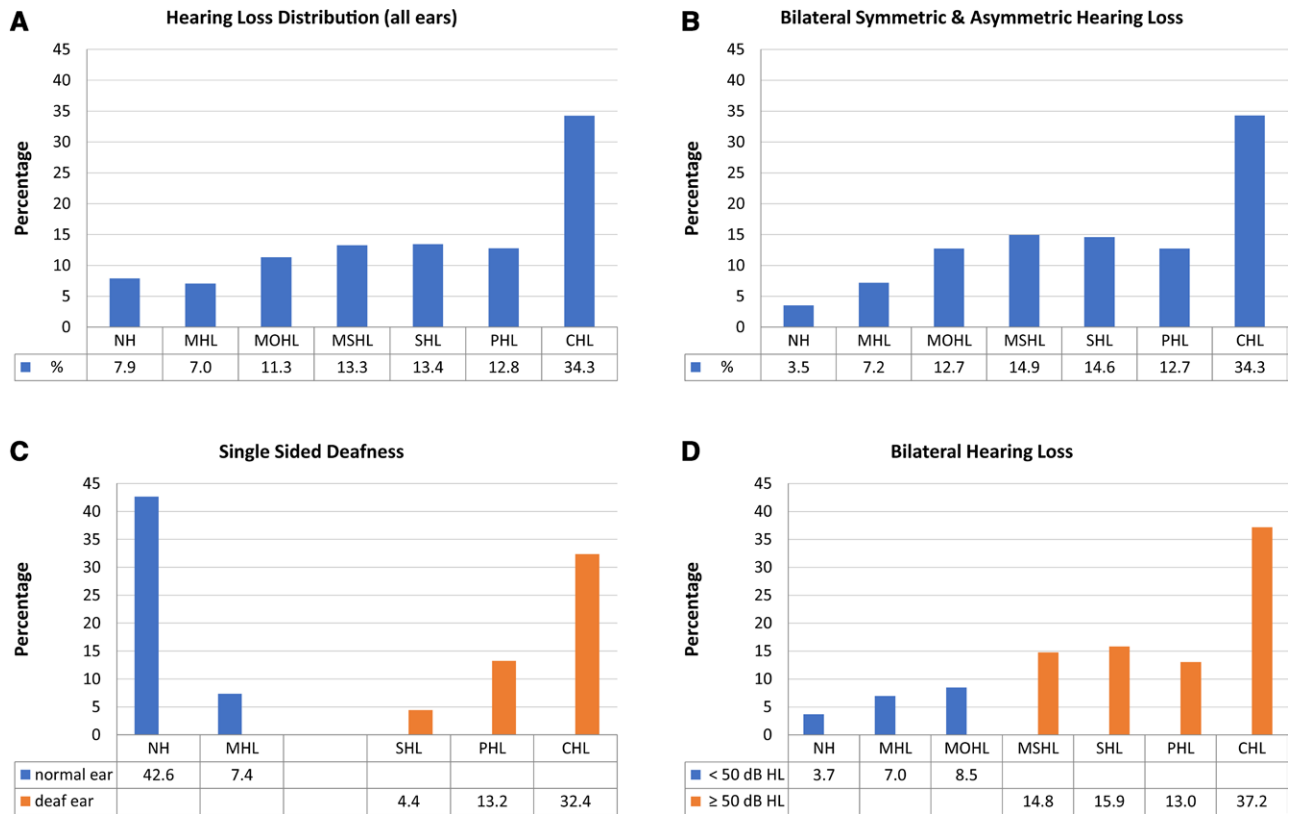 A
Hearing Loss Distribution (all ears)
Percentage
45
40
35
30
25
20
15
10
5
0
NH MHL MOHL MSHL SHL PHL CHL
% 7.9 7.0 11.3 13.3 13.4 12.8 34.3
B
Bilateral Symmetric & Asymmetric Hearing Loss
Percentage
45
40
35
30
25
20
15
10
5
0
NH MHL MOHL MSHL SHL PHL CHL
% 3.5 7.2 12.7 14.9 14.6 12.7 34.3
C
Single Sided Deafness
Percentage
45
40
35
30
25
20
15
10
5
0
NH MHL SHL PHL CHL
normal ear 42.6 7.4
deaf ear 4.4 13.2 32.4
D
Bilateral Hearing Loss
Percentage
45
40
35
30
25
20
15
10
5
0
NH MHL MOHL MSHL SHL PHL CHL
< 50 dB HL 3.7 7.0 8.5
≥ 50 dB HL 14.8 15.9 13.0 37.2